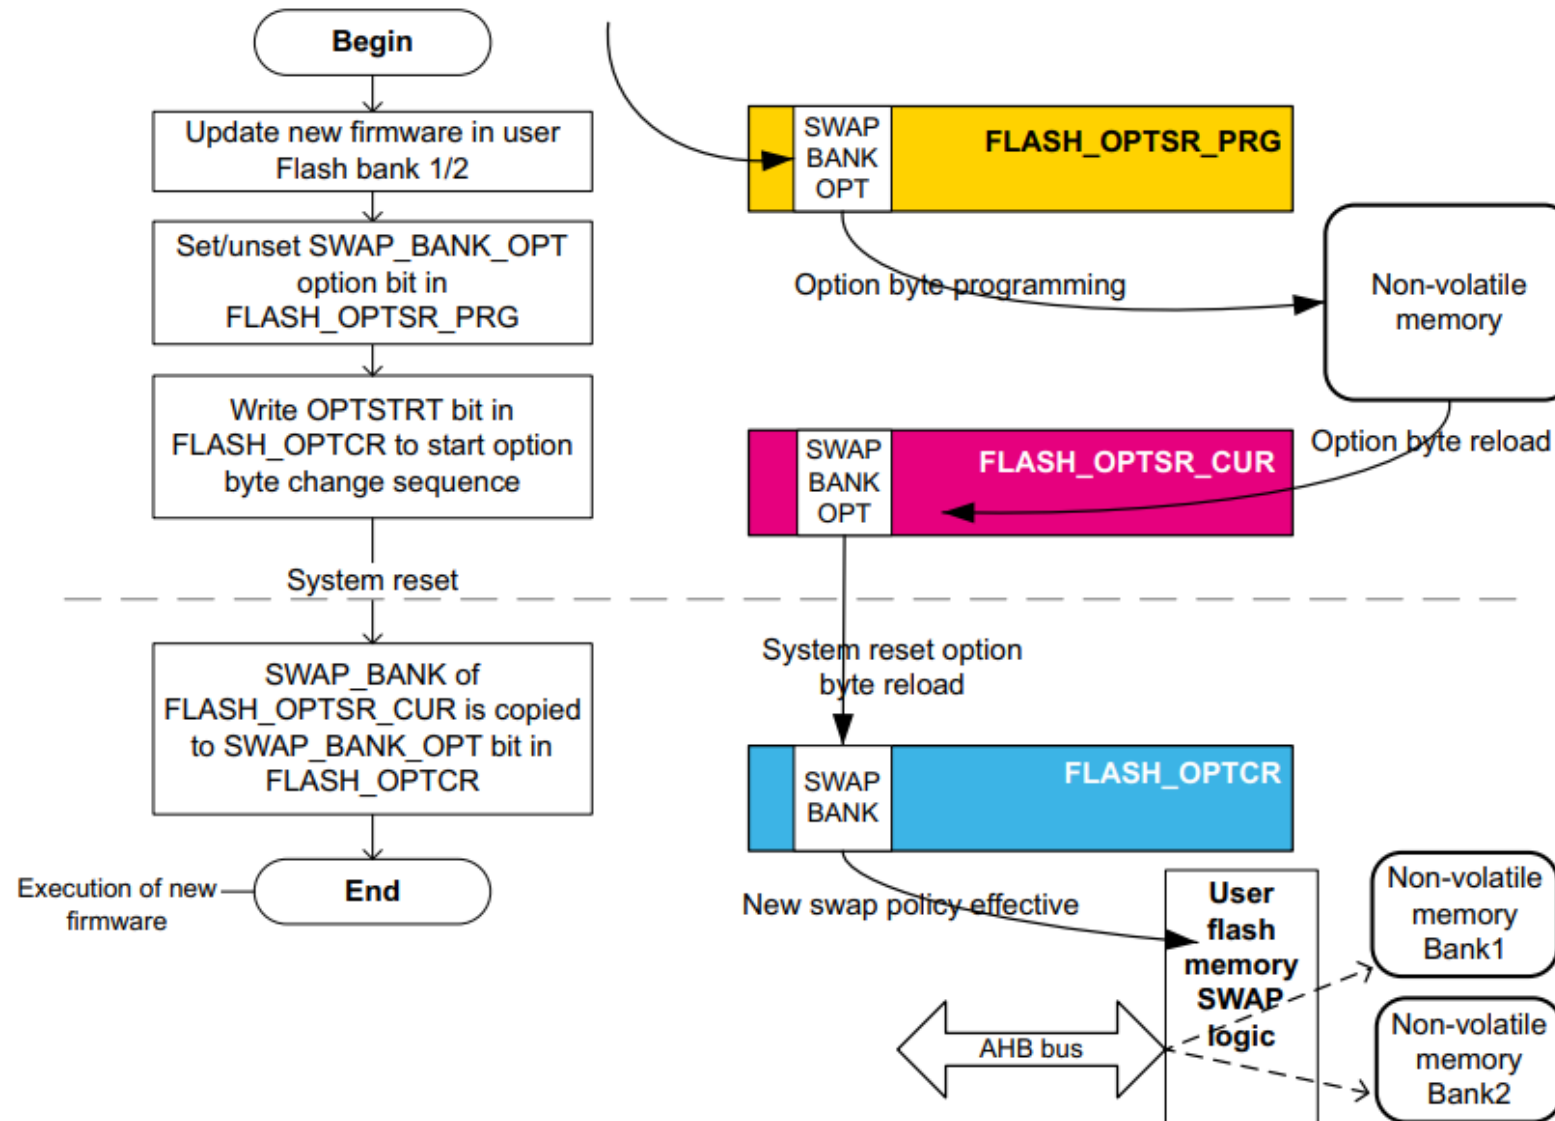 Begin
Update new firmware in user
Flash bank 1/2
Set/unset SWAP_BANK_OPT
option bit in
FLASH_OPTSR_PRG
Write OPTSTRT bit in
FLASH_OPTCR to start option
byte change sequence
System reset
SWAP_BANK of
FLASH_OPTSR_CUR is copied
to SWAP_BANK_OPT bit in
FLASH_OPTCR
Execution of new
firmware
End
SWAP
BANK
OPT
FLASH_OPTSR_PRG
Option byte programming
Non-volatile
memory
Option byte reload
SWAP
BANK
OPT
FLASH_OPTSR_CUR
System reset option
byte reload
SWAP
BANK
FLASH_OPTCR
New swap policy effective
User
flash
memory
SWAP
logic
AHB bus
Non-volatile
memory
Bank1
Non-volatile
memory
Bank2